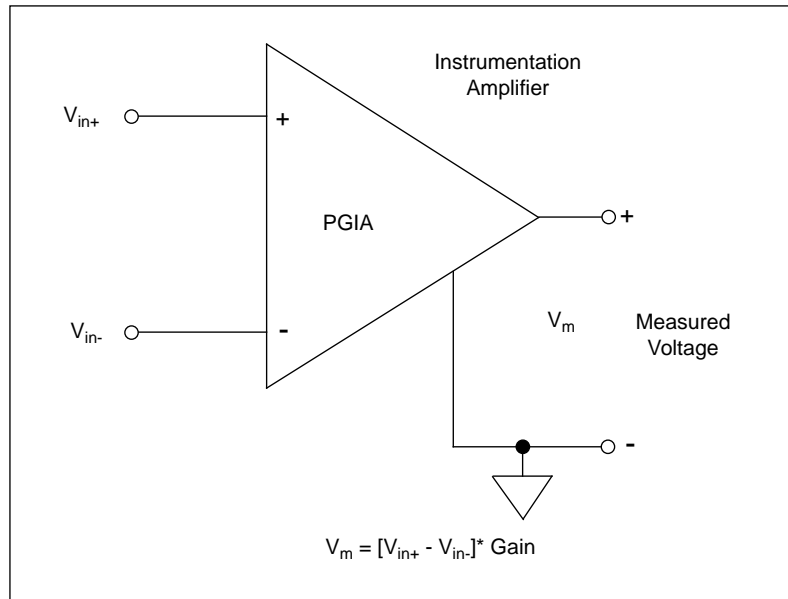 Instrumentation
Amplifier
Vin+
+
PGIA
+
Vin-
-
Vm
Measured
Voltage
-
Vm = [Vin+ - Vin-]* Gain